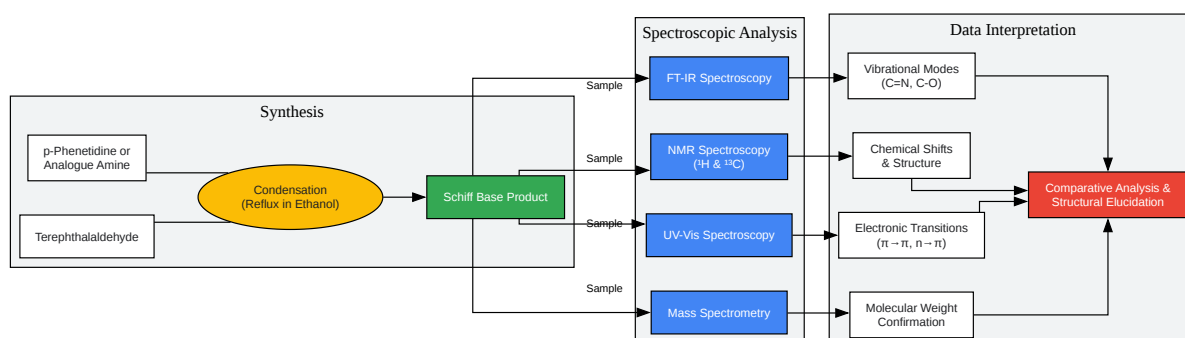 Synthesis
p-Phenetidine or
Analogue Amine
Terephthalaldehyde
Condensation
(Reflux in Ethanol)
Schiff Base Product
Sample
Sample
Sample
Sample
Spectroscopic Analysis
FT-IR Spectroscopy
NMR Spectroscopy
(¹H & ¹³C)
UV-Vis Spectroscopy
Mass Spectrometry
Data Interpretation
Vibrational Modes
(C=N, C-O)
Chemical Shifts
& Structure
Electronic Transitions
(π→π, n→π)
Molecular Weight
Confirmation
Comparative Analysis &
Structural Elucidation